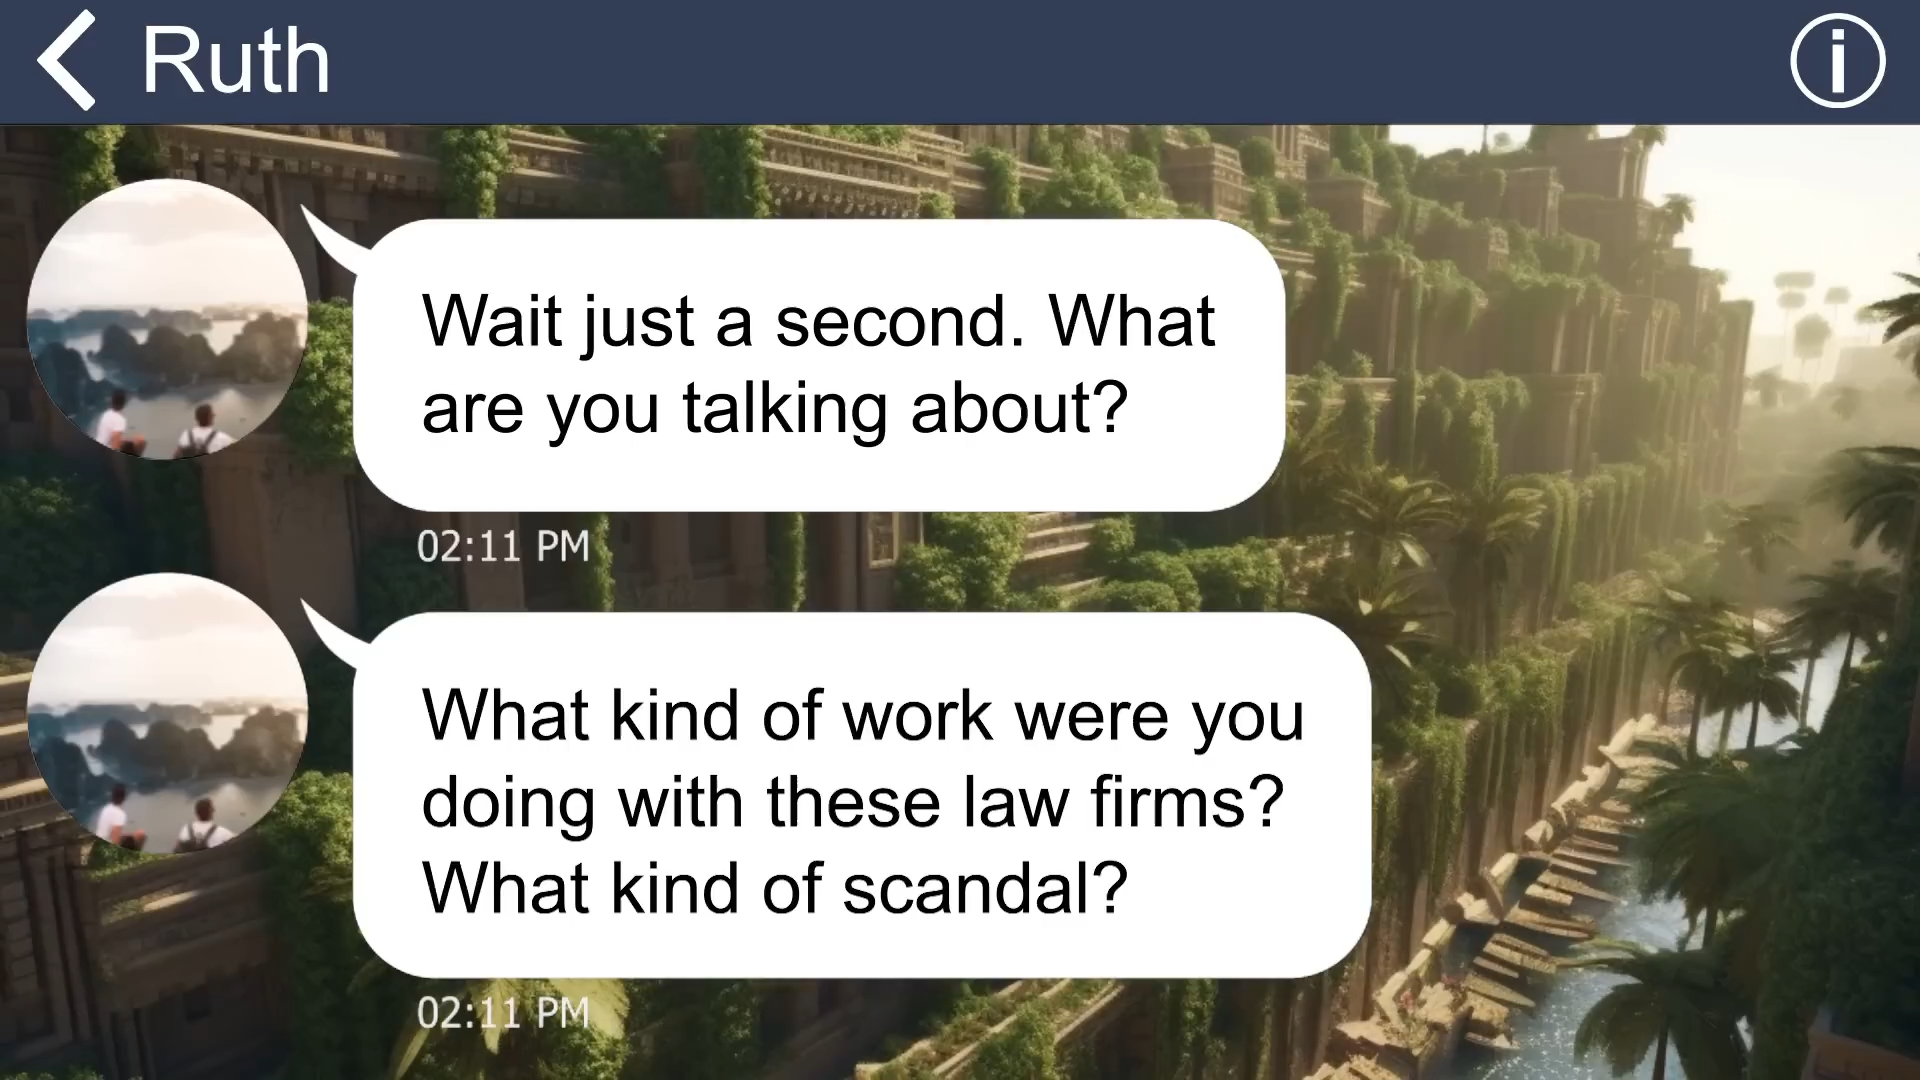 Ruth
Wait just a second. What
are you talking about?
02:11 PM
What kind of work were you
doing with these law firms?
What kind of scandal?
02:11 PM